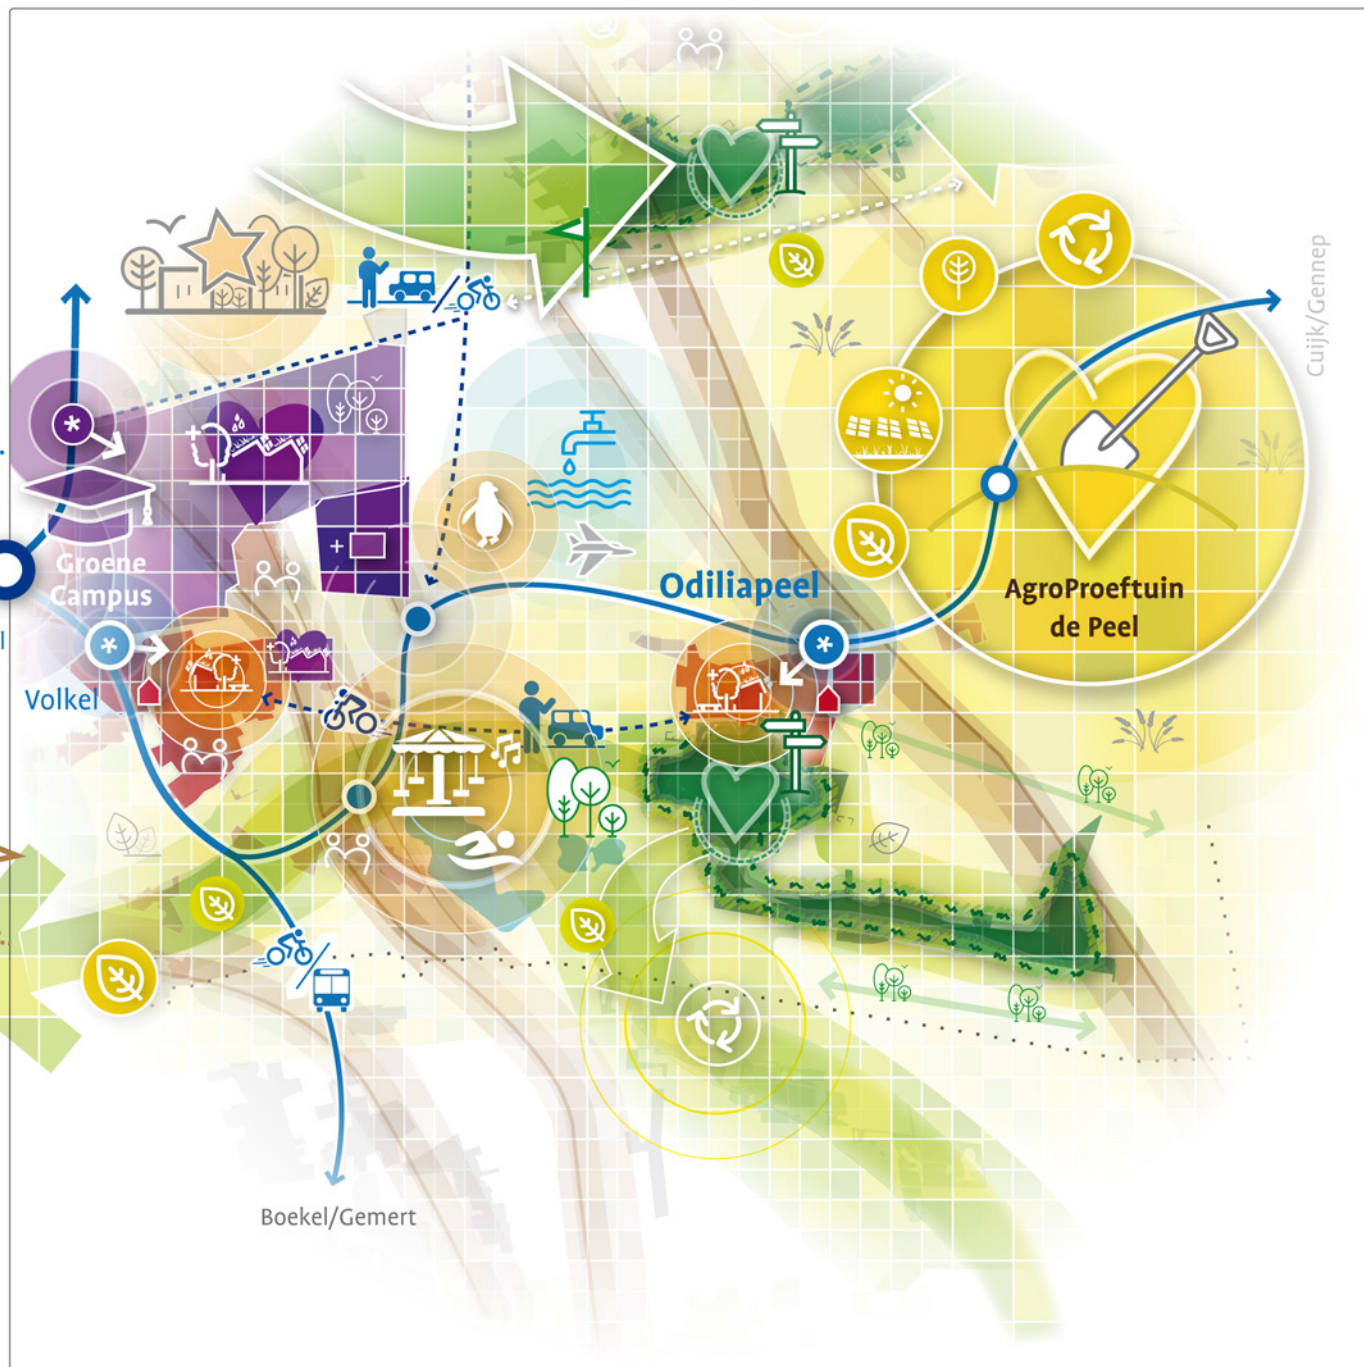 Cuijk/Gennep
Groene
Campus
Odiliapeel
AgroProeftuin
de Peel
Volkel
Boekel/Gemert